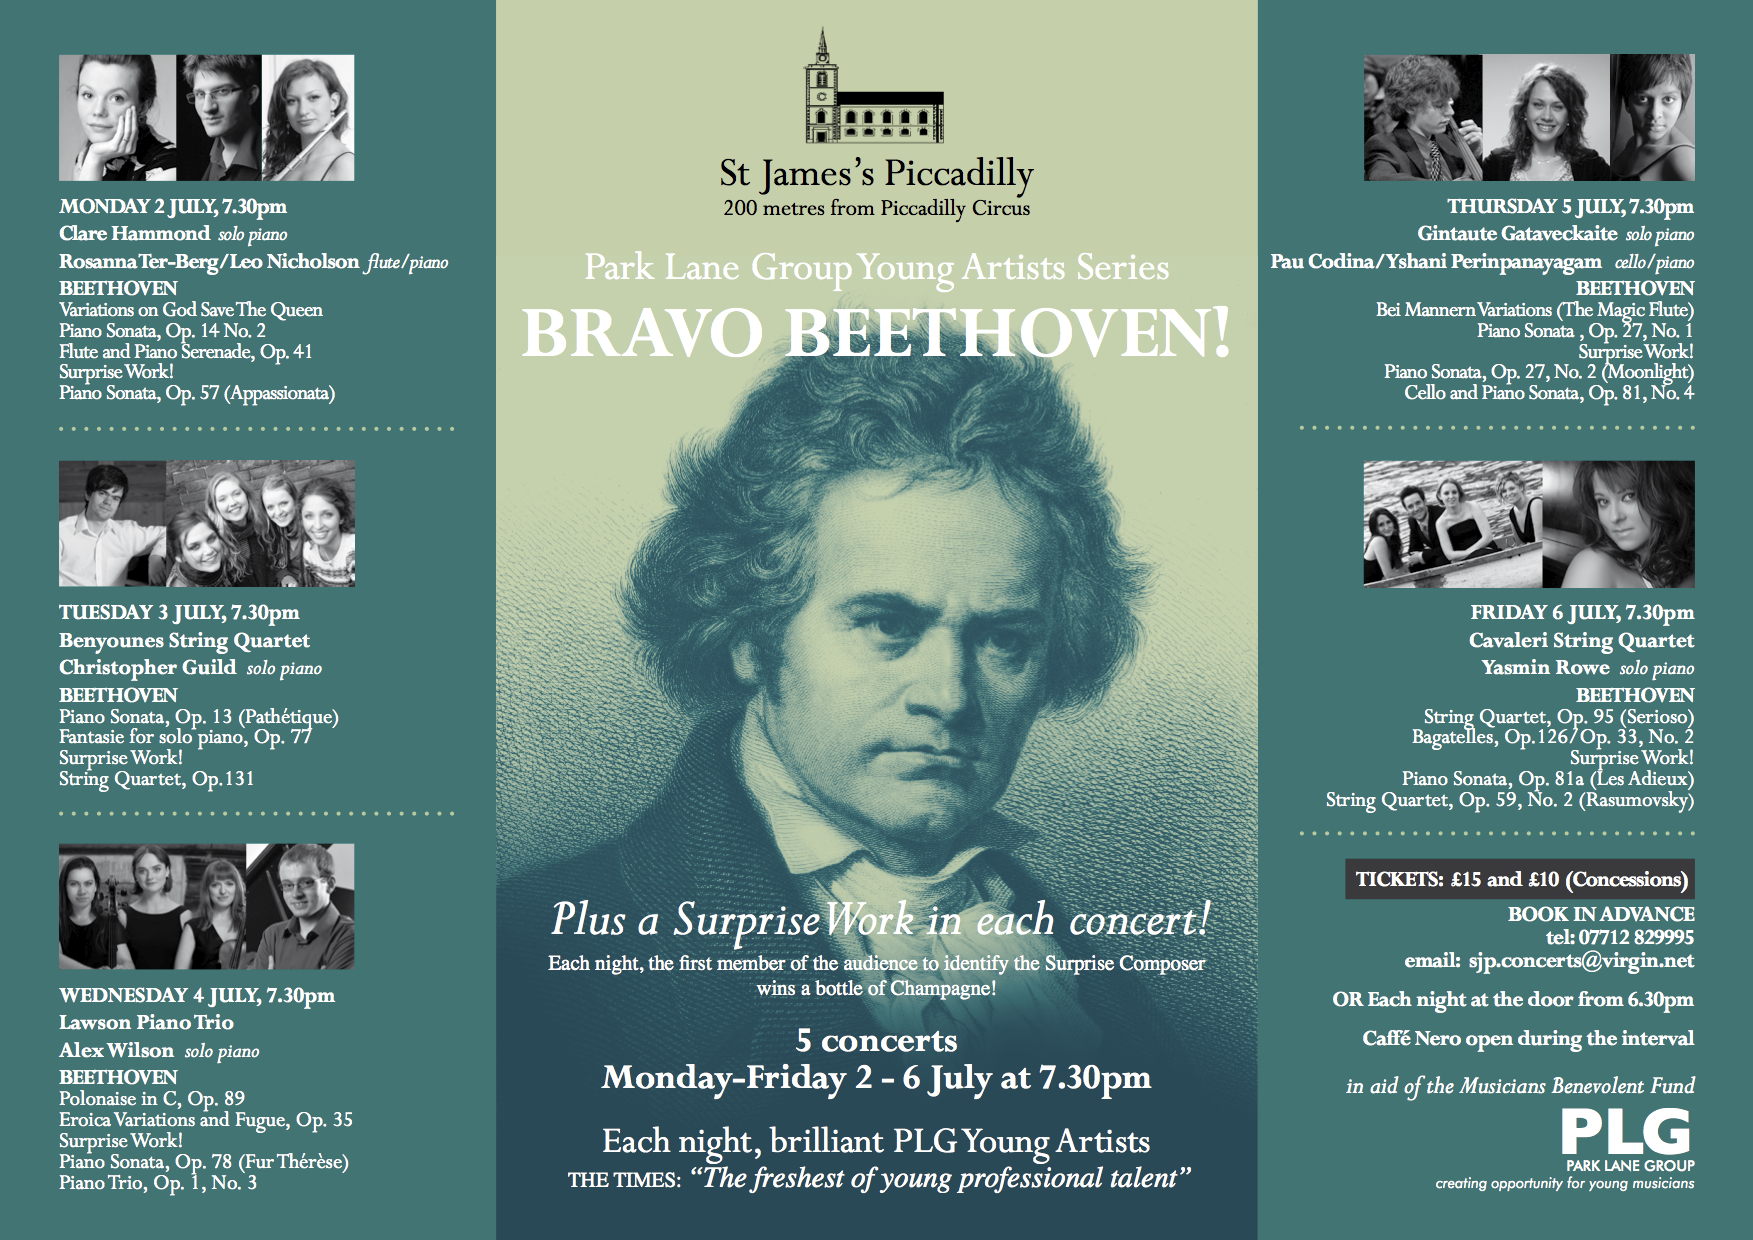 MONDAY 2 JULY, 7.30pm
Clare Hammond solo piano
Rosanna Ter-Berg/Leo Nicholson flute/piano
BEETHOVEN
Variations on God Save The Queen
Piano Sonata, Op. 14 No. 2
Flute and Piano Serenade, Op. 41
Surprise Work!
Piano Sonata, Op. 57 (Appassionata)
TUESDAY 3 JULY, 7.30pm
Benyounes String Quartet
Christopher Guild solo piano
BEETHOVEN
Piano Sonata, Op. 13 (Pathétique)
Fantasie for solo piano, Op. 77
Surprise Work!
String Quartet, Op.131
WEDNESDAY 4 JULY, 7.30pm
Lawson Piano Trio
Alex Wilson solo piano
BEETHOVEN
Polonaise in C, Op. 89
Eroica Variations and Fugue, Op. 35
Surprise Work!
Piano Sonata, Op. 78 (Fur Thérèse)
Piano Trio, Op. 1, No. 3
St James's Piccadilly
200 metres from Piccadilly Circus
Park Lane Group Young Artists Series
BRAVO BEETHOVEN!
Plus a Surprise Work in each concert!
Each night, the first member of the audience to identify the Surprise Composer
wins a bottle of Champagne!
5 concerts
Monday-Friday 2 - 6 July at 7.30pm
Each night, brilliant PLG Young Artists
THE TIMES: “The freshest of young professional talent”
THURSDAY 5 JULY, 7.30pm
Gintaute Gataveckaite solo piano
Pau Codina/Yshani Perinpanayagam cello/piano
BEETHOVEN
Bei Mannern Variations (The Magic Flute)
Piano Sonata , Op. 27, No. 1
Surprise Work!
Piano Sonata, Op. 27, No. 2 (Moonlight)
Cello and Piano Sonata, Op. 81, No. 4
FRIDAY 6 JULY, 7.30pm
Cavaleri String Quartet
Yasmin Rowe solo piano
BEETHOVEN
String Quartet, Op. 95 (Serioso)
Bagatelles, Op.126/Op. 33, No. 2
Surprise Work!
Piano Sonata, Op. 81a (Les Adieux)
String Quartet, Op. 59, No. 2 (Rasumovsky)
TICKETS: £15 and £10 (Concessions)
BOOK IN ADVANCE
tel: 07712 829995
email: sjp.concerts@virgin.net
OR Each night at the door from 6.30pm
Caffé Nero open during the interval
in aid of the Musicians Benevolent Fund
PLG
PARK LANE GROUP
creating opportunity for young musicians